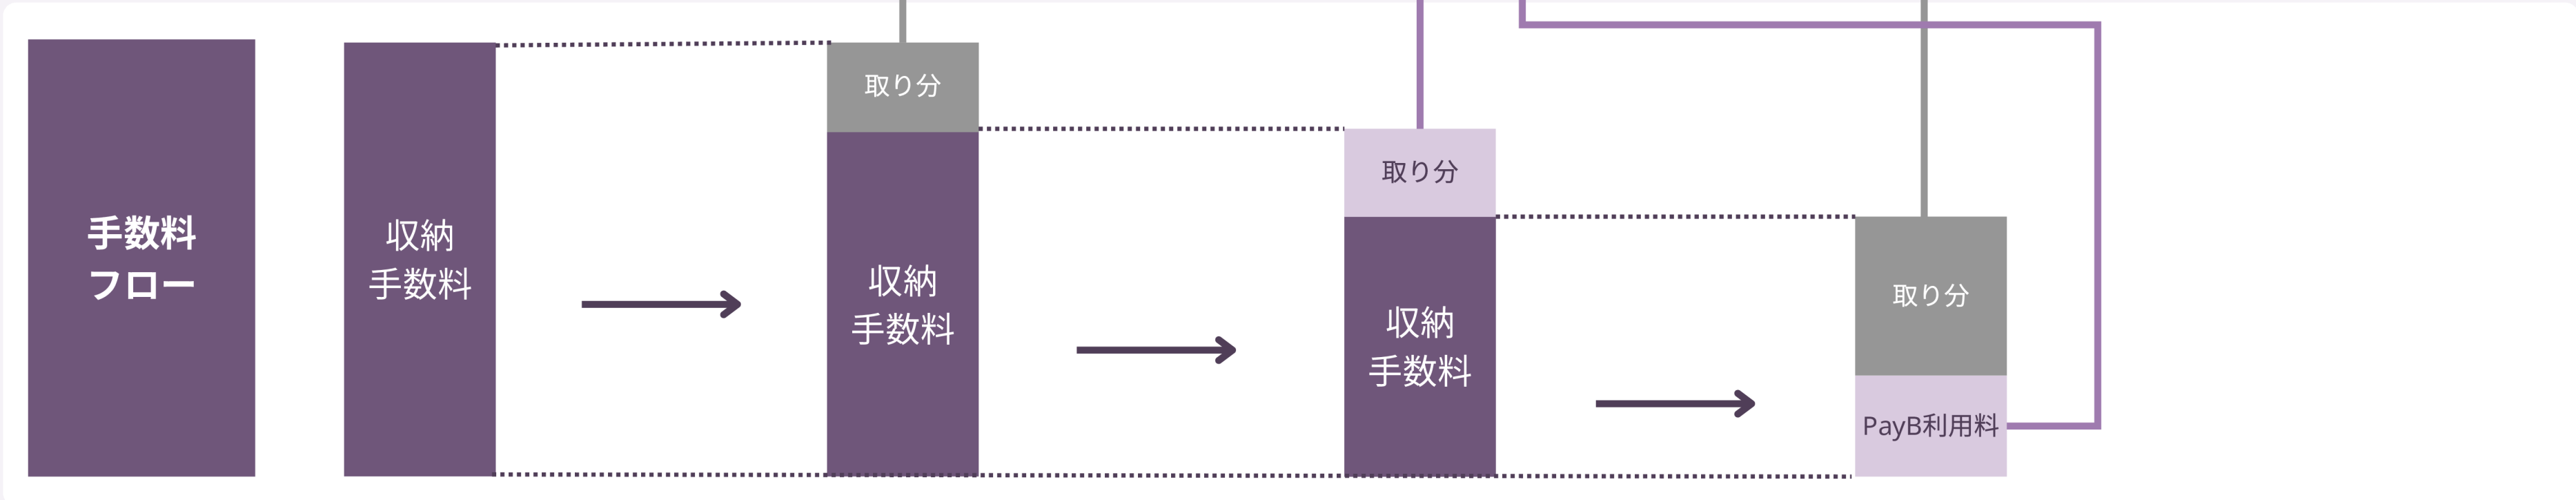 手数料
フロー
収納
手数料
取り分
収納
手数料
取り分
収納
手数料
取り分
PayB利用料